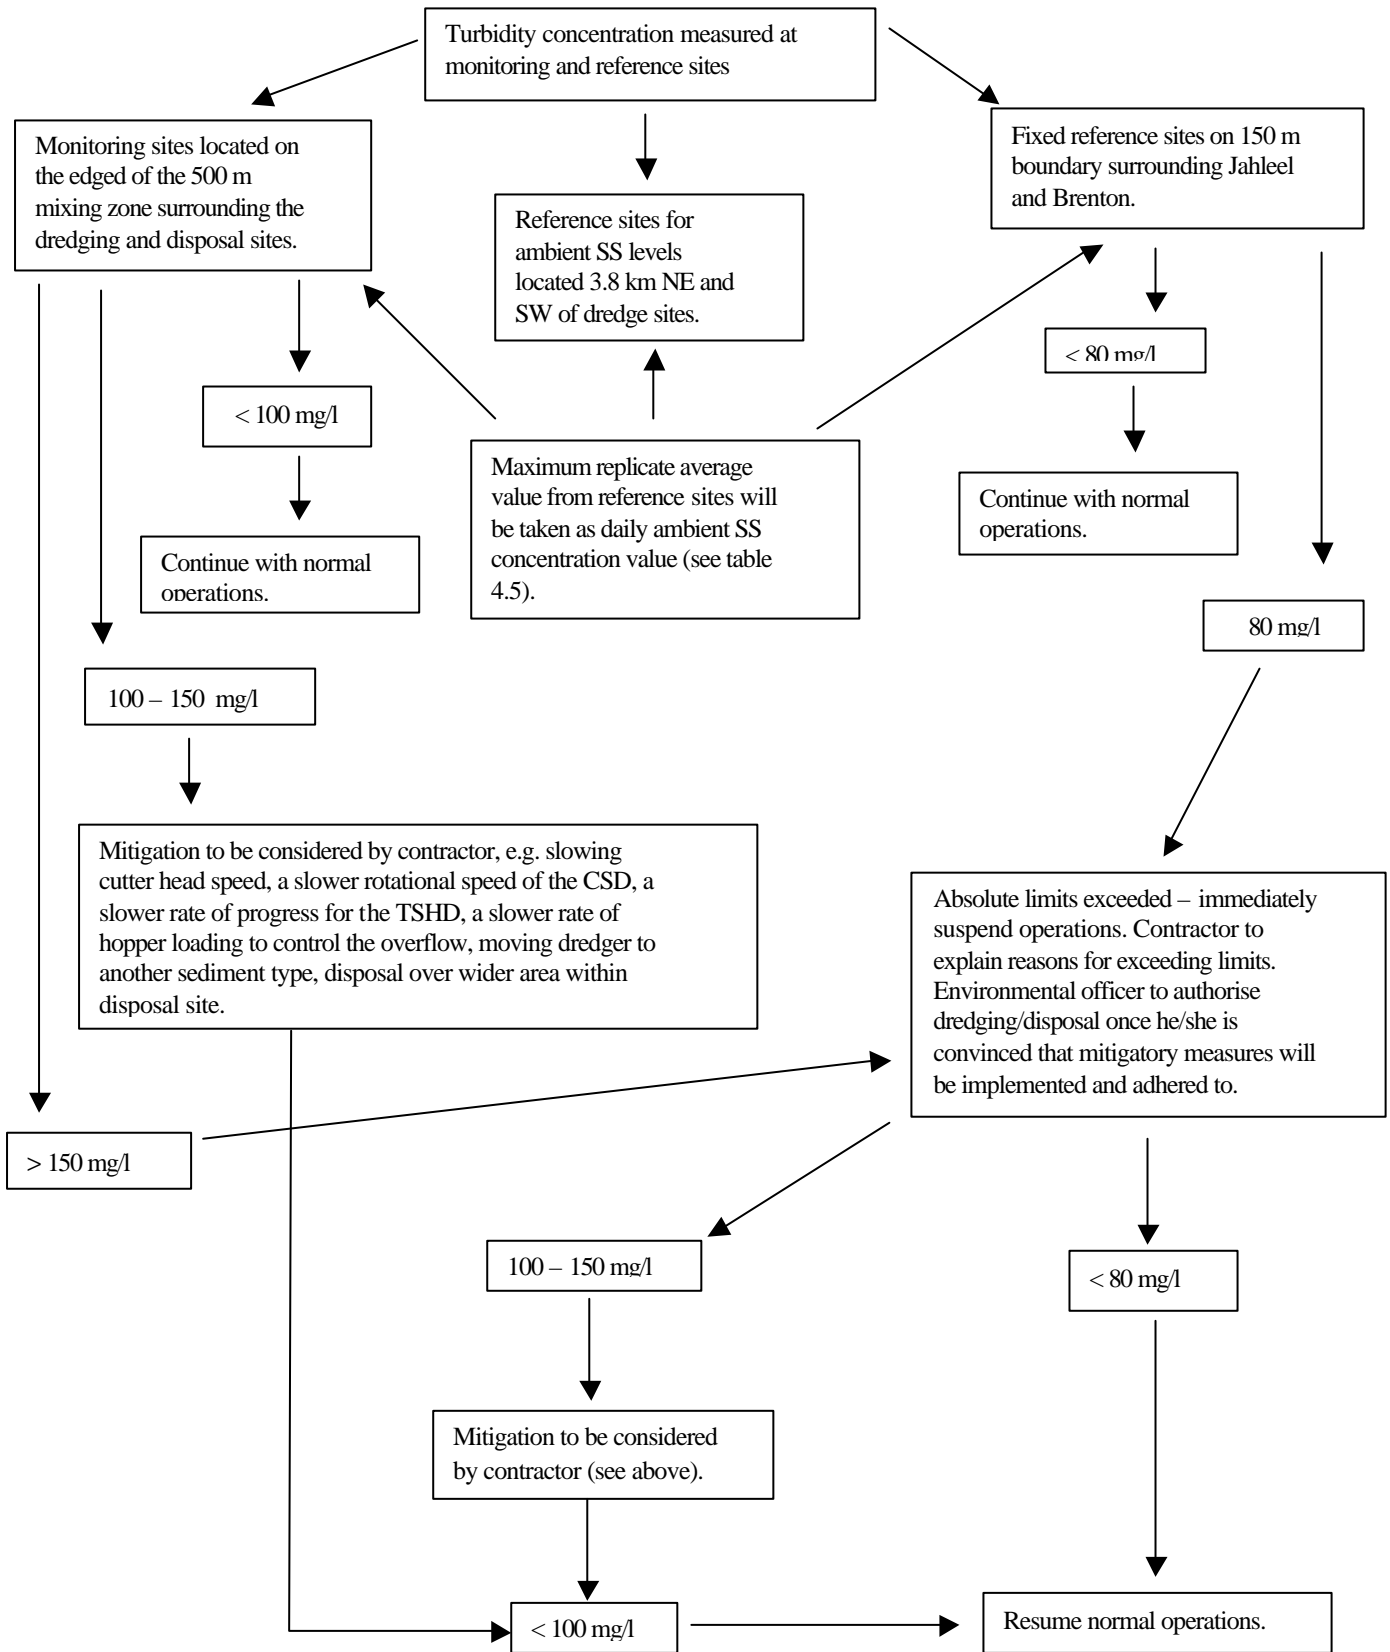 Turbidity concentration measured at
monitoring and reference sites
Monitoring sites located on
the edged of the 500 m
mixing zone surrounding the
dredging and disposal sites.
Reference sites for
ambient SS levels
located 3.8 km NE and
SW of dredge sites.
Fixed reference sites on 150 m
boundary surrounding Jahleel
and Brenton.
< 80 mg/l
< 100 mg/l
Maximum replicate average
value from reference sites will
be taken as daily ambient SS
concentration value (see table
4.5).
Continue with normal
operations.
Continue with normal
operations.
80 mg/l
100 – 150 mg/l
Mitigation to be considered by contractor, e.g. slowing
cutter head speed, a slower rotational speed of the CSD, a
slower rate of progress for the TSHD, a slower rate of
hopper loading to control the overflow, moving dredger to
another sediment type, disposal over wider area within
disposal site.
Absolute limits exceeded – immediately
suspend operations. Contractor to
explain reasons for exceeding limits.
Environmental officer to authorise
dredging/disposal once he/she is
convinced that mitigatory measures will
be implemented and adhered to.
> 150 mg/l
100 – 150 mg/l
< 80 mg/l
Mitigation to be considered
by contractor (see above).
< 100 mg/l
Resume normal operations.